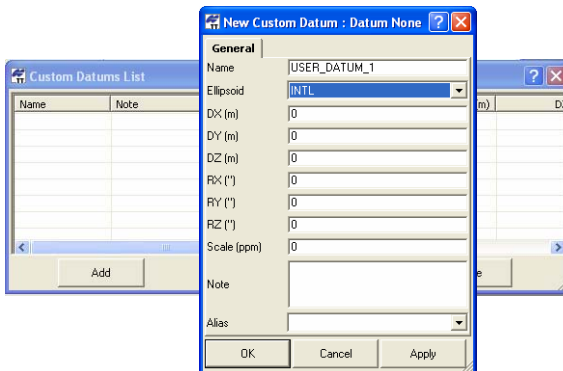 New Custom Datum : Datum None
General
Name USER_DATUM_1
Ellipsoid INTL
DX (m) 0
DY (m) 0
DZ (m) 0
RX (") 0
RY (") 0
RZ (") 0
Scale (ppm) 0
Note
Alias
OK Cancel Apply
Custom Datums List
Name Note m)
Add